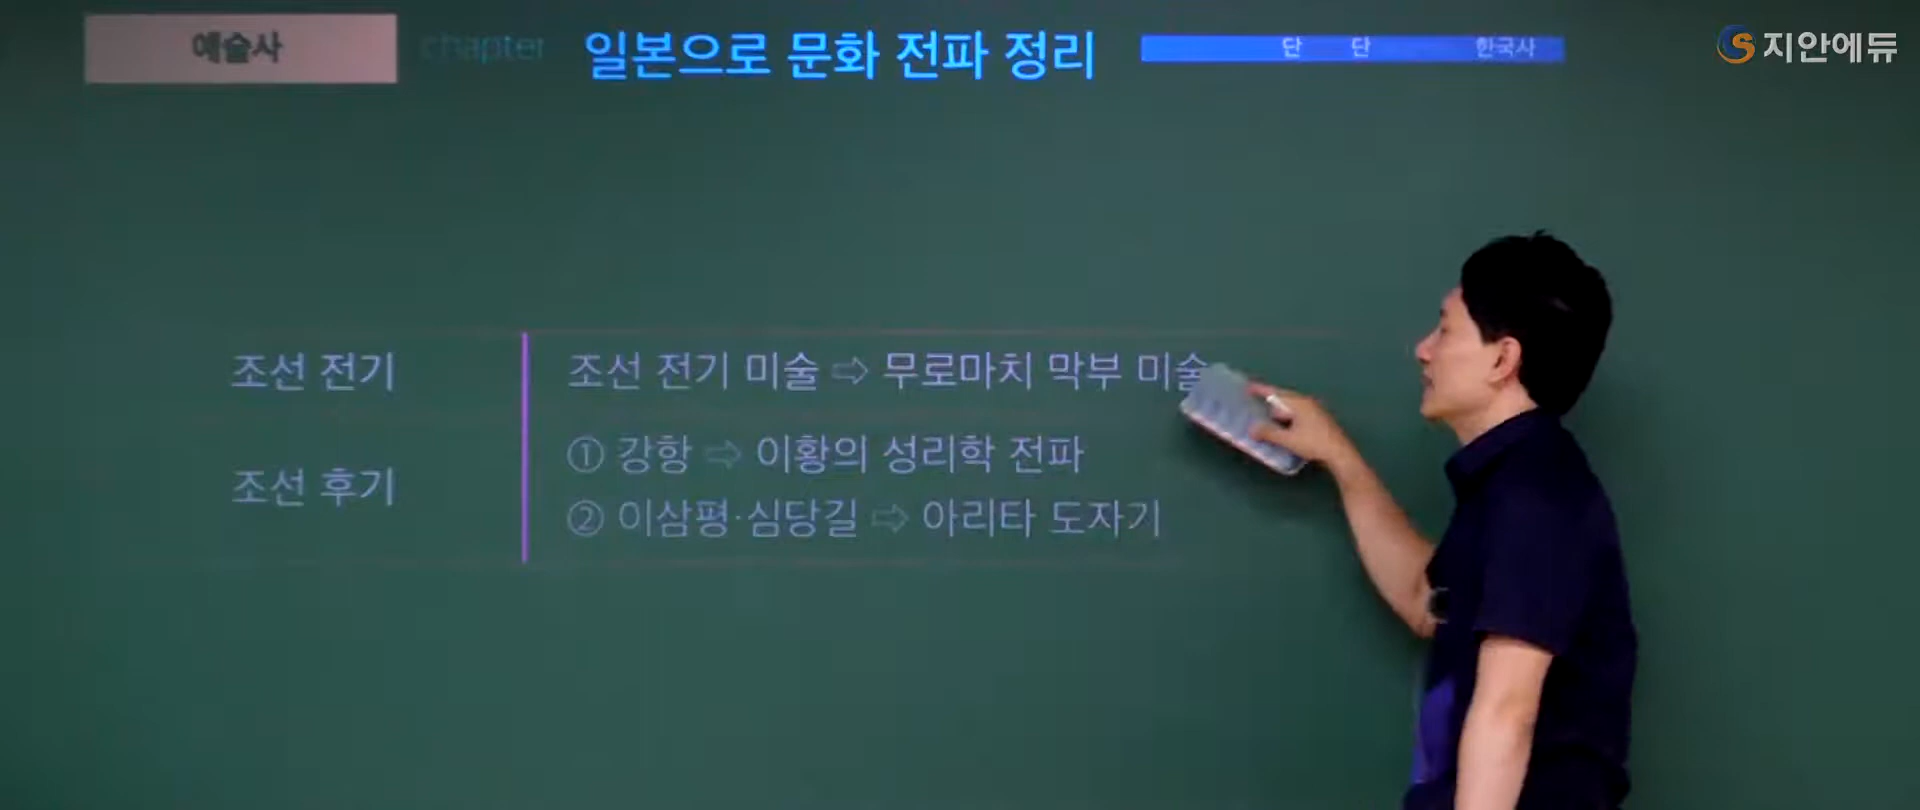 예술사
chapter
일본으로 문화 전파 정리
단 단 한국사
지안에듀
조선 전기
조선 전기 미술 ⇨ 무로마치 막부 미술
조선 후기
① 강항 ⇨ 이황의 성리학 전파
② 이삼평·심당길 ⇨ 아리타 도자기